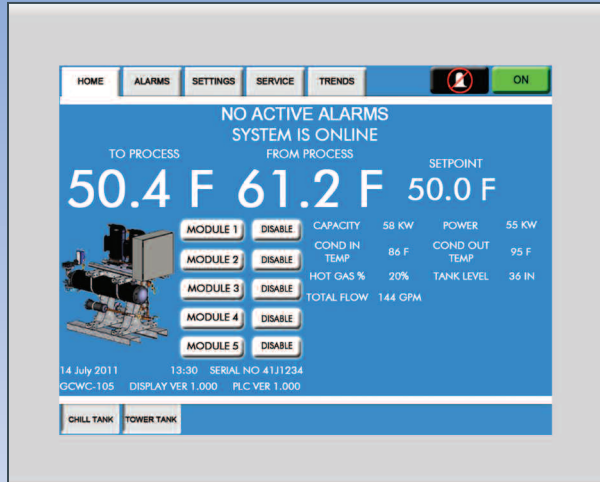 HOME ALARMS SETTINGS SERVICE TRENDS ON
NO ACTIVE ALARMS
SYSTEM IS ONLINE
TO PROCESS FROM PROCESS SETPOINT
50.4 F 61.2 F 50.0 F
MODULE 1 DISABLE CAPACITY 58 KW POWER 55 KW
MODULE 2 DISABLE COND IN TEMP 86 F COND OUT TEMP 95 F
MODULE 3 DISABLE HOT GAS % 20% TANK LEVEL 36 IN
TOTAL FLOW 144 GPM
MODULE 4 DISABLE
MODULE 5 DISABLE
14 July 2011 13:30 SERIAL NO 41J1234
GCWC-105 DISPLAY VER 1.000 PLC VER 1.000
CHILL TANK TOWER TANK